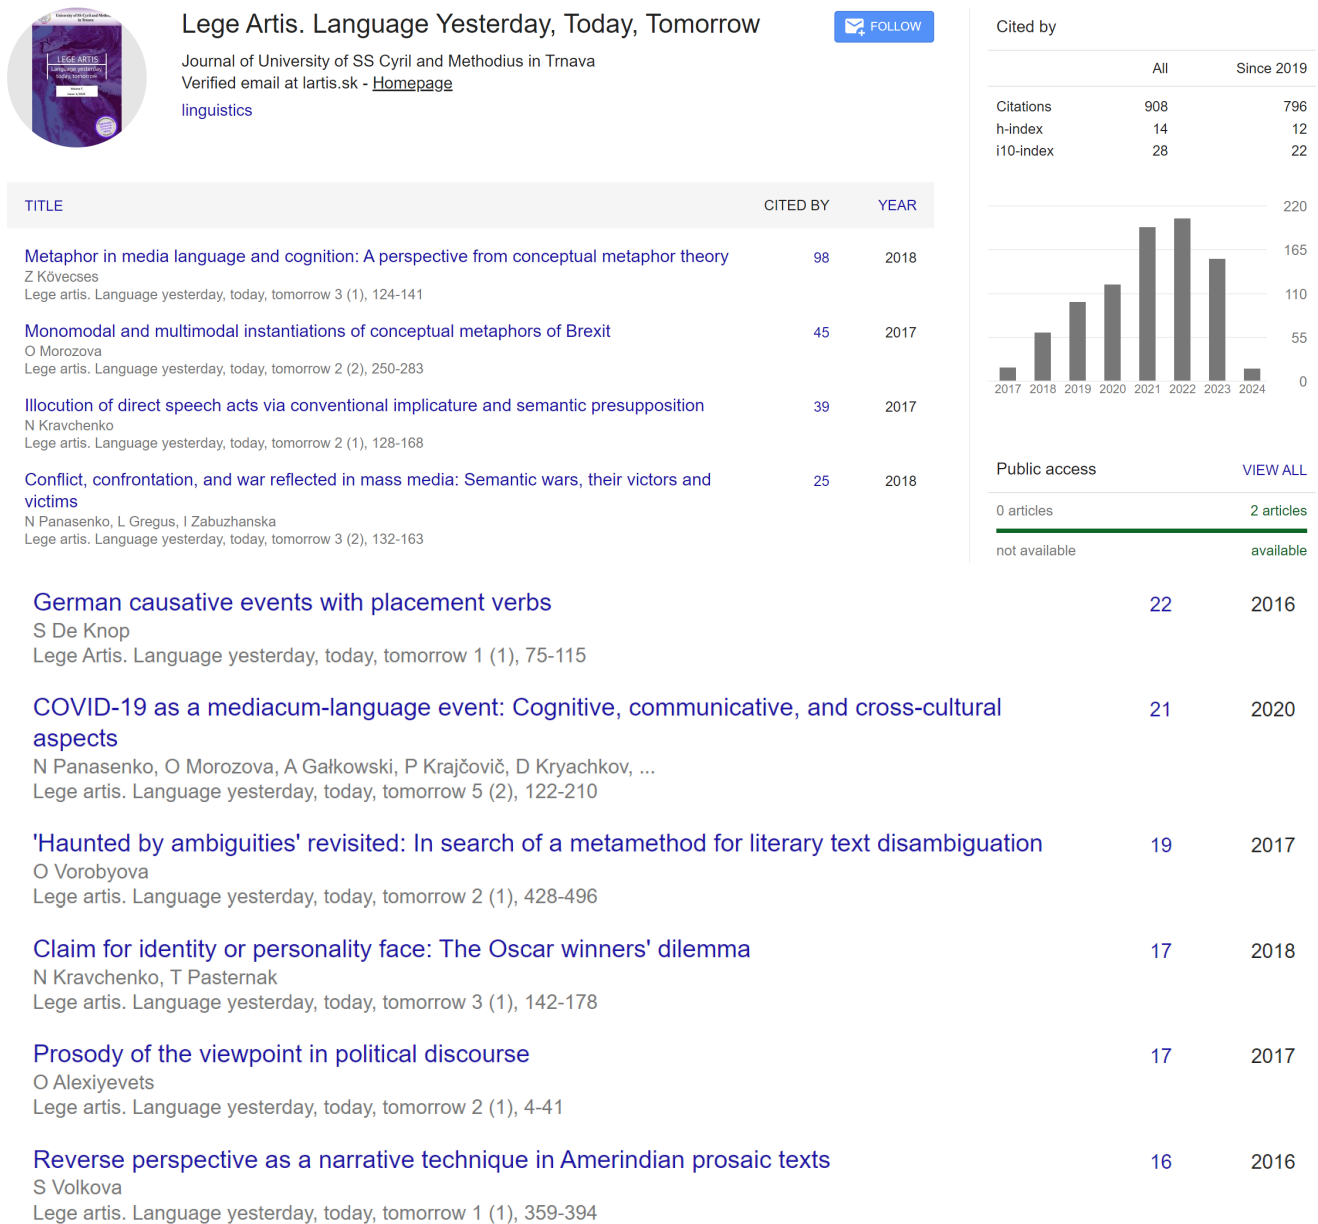 University of SS Cyril and Methodius
in Trnava
LEGE ARTIS
Language yesterday,
today, tomorrow
Lege Artis. Language Yesterday, Today, Tomorrow
FOLLOW
Journal of University of SS Cyril and Methodius in Trnava
Verified email at lartis.sk - Homepage
linguistics
TITLE CITED BY YEAR
Metaphor in media language and cognition: A perspective from conceptual metaphor theory 98 2018
Z Kövecses
Lege artis. Language yesterday, today, tomorrow 3 (1), 124-141
Monomodal and multimodal instantiations of conceptual metaphors of Brexit 45 2017
O Morozova
Lege artis. Language yesterday, today, tomorrow 2 (2), 250-283
Illocution of direct speech acts via conventional implicature and semantic presupposition 39 2017
N Kravchenko
Lege artis. Language yesterday, today, tomorrow 2 (1), 128-168
Conflict, confrontation, and war reflected in mass media: Semantic wars, their victors and 25 2018
victims
N Panasenko, L Gregus, I Zabuzhanska
Lege artis. Language yesterday, today, tomorrow 3 (2), 132-163
Cited by
All Since 2019
Citations 908 796
h-index 14 12
i10-index 28 22
220
165
110
55
0
2017 2018 2019 2020 2021 2022 2023 2024
Public access VIEW ALL
0 articles 2 articles
not available available
German causative events with placement verbs 22 2016
S De Knop
Lege Artis. Language yesterday, today, tomorrow 1 (1), 75-115
COVID-19 as a mediacum-language event: Cognitive, communicative, and cross-cultural 21 2020
aspects
N Panasenko, O Morozova, A Gałkowski, P Krajčovič, D Kryachkov, ...
Lege artis. Language yesterday, today, tomorrow 5 (2), 122-210
'Haunted by ambiguities' revisited: In search of a metamethod for literary text disambiguation 19 2017
O Vorobyova
Lege artis. Language yesterday, today, tomorrow 2 (1), 428-496
Claim for identity or personality face: The Oscar winners' dilemma 17 2018
N Kravchenko, T Pasternak
Lege artis. Language yesterday, today, tomorrow 3 (1), 142-178
Prosody of the viewpoint in political discourse 17 2017
O Alexiyevets
Lege artis. Language yesterday, today, tomorrow 2 (1), 4-41
Reverse perspective as a narrative technique in Amerindian prosaic texts 16 2016
S Volkova
Lege artis. Language yesterday, today, tomorrow 1 (1), 359-394